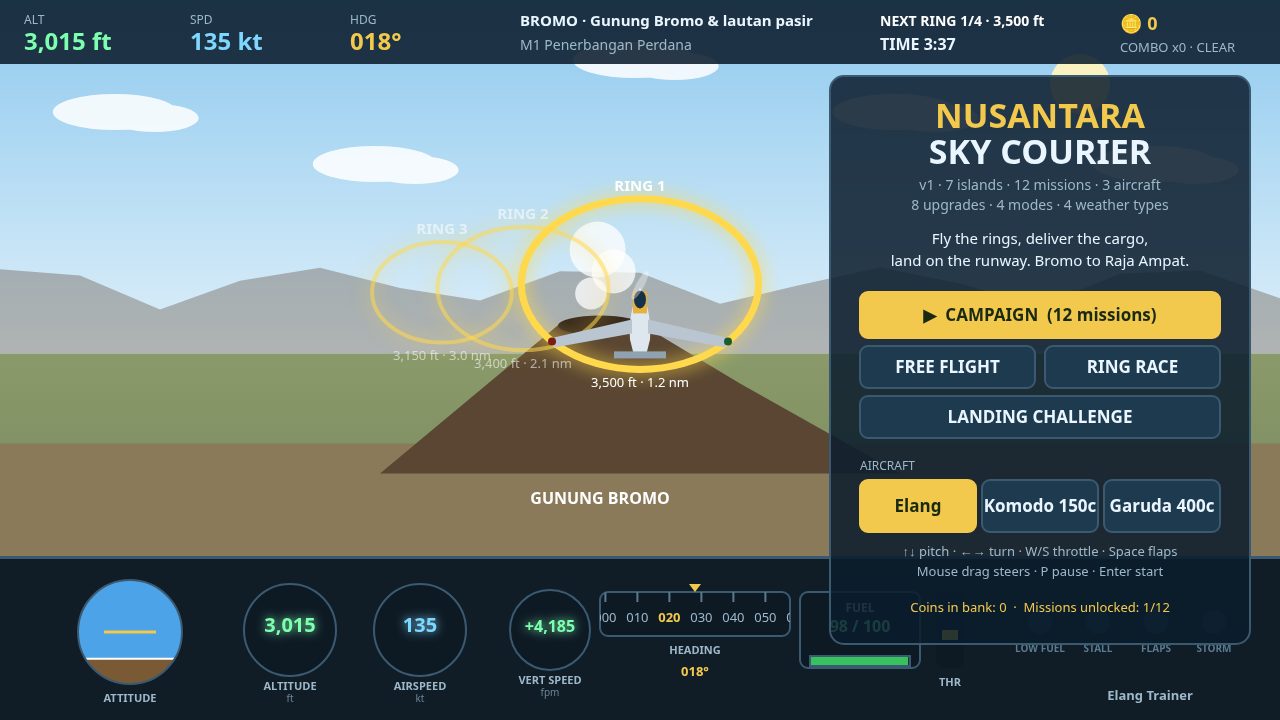 ALT
3,015 ft
SPD
135 kt
HDG
018°
BROMO · Gunung Bromo & lautan pasir
M1 Penerbangan Perdana
NEXT RING 1/4 · 3,500 ft
TIME 3:37
🪙 0
COMBO x0 · CLEAR
RING 1
RING 2
RING 3
3,150 ft · 3.0 nm
3,400 ft · 2.1 nm
3,500 ft · 1.2 nm
GUNUNG BROMO
NUSANTARA
SKY COURIER
v1 · 7 islands · 12 missions · 3 aircraft
8 upgrades · 4 modes · 4 weather types
Fly the rings, deliver the cargo,
land on the runway. Bromo to Raja Ampat.
▶ CAMPAIGN (12 missions)
FREE FLIGHT
RING RACE
LANDING CHALLENGE
AIRCRAFT
Elang
Komodo 150c
Garuda 400c
↑↓ pitch · ←→ turn · W/S throttle · Space flaps
Mouse drag steers · P pause · Enter start
Coins in bank: 0 · Missions unlocked: 1/12
ATTITUDE
3,015
ALTITUDE
ft
135
AIRSPEED
kt
+4,185
VERT SPEED
fpm
010 020 030 040 050
HEADING
018°
FUEL
98 / 100
THR
LOW FUEL
STALL
FLAPS
STORM
Elang Trainer